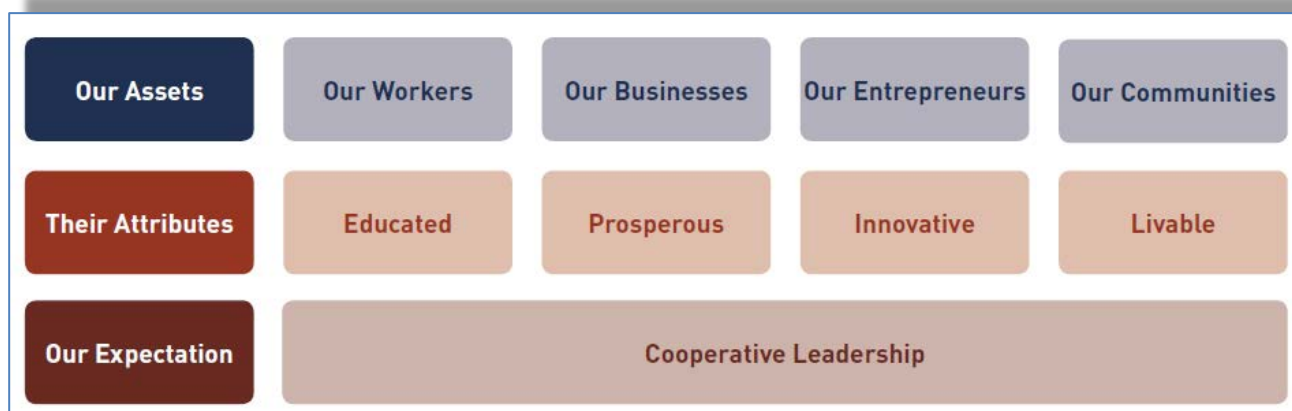 Our Assets
Our Workers
Our Businesses
Our Entrepreneurs
Our Communities
Their Attributes
Educated
Prosperous
Innovative
Livable
Our Expectation
Cooperative Leadership